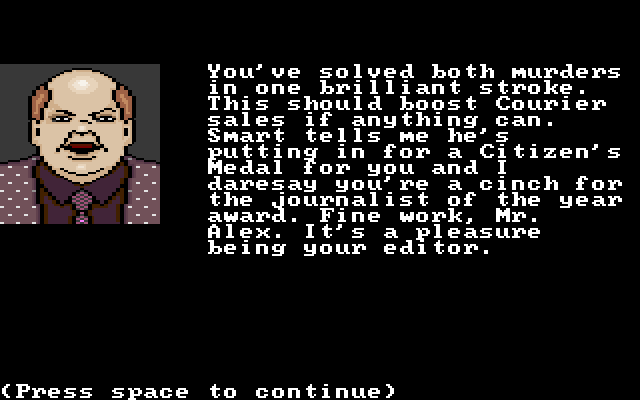 You've solved both murders
in one brilliant stroke.
This should boost Courier
sales if anything can.
Smart tells me he's
putting in for a Citizen's
Medal for you and I
daresay you're a cinch for
the journalist of the year
award. Fine work, Mr.
Alex. It's a pleasure
being your editor.
(Press space to continue)